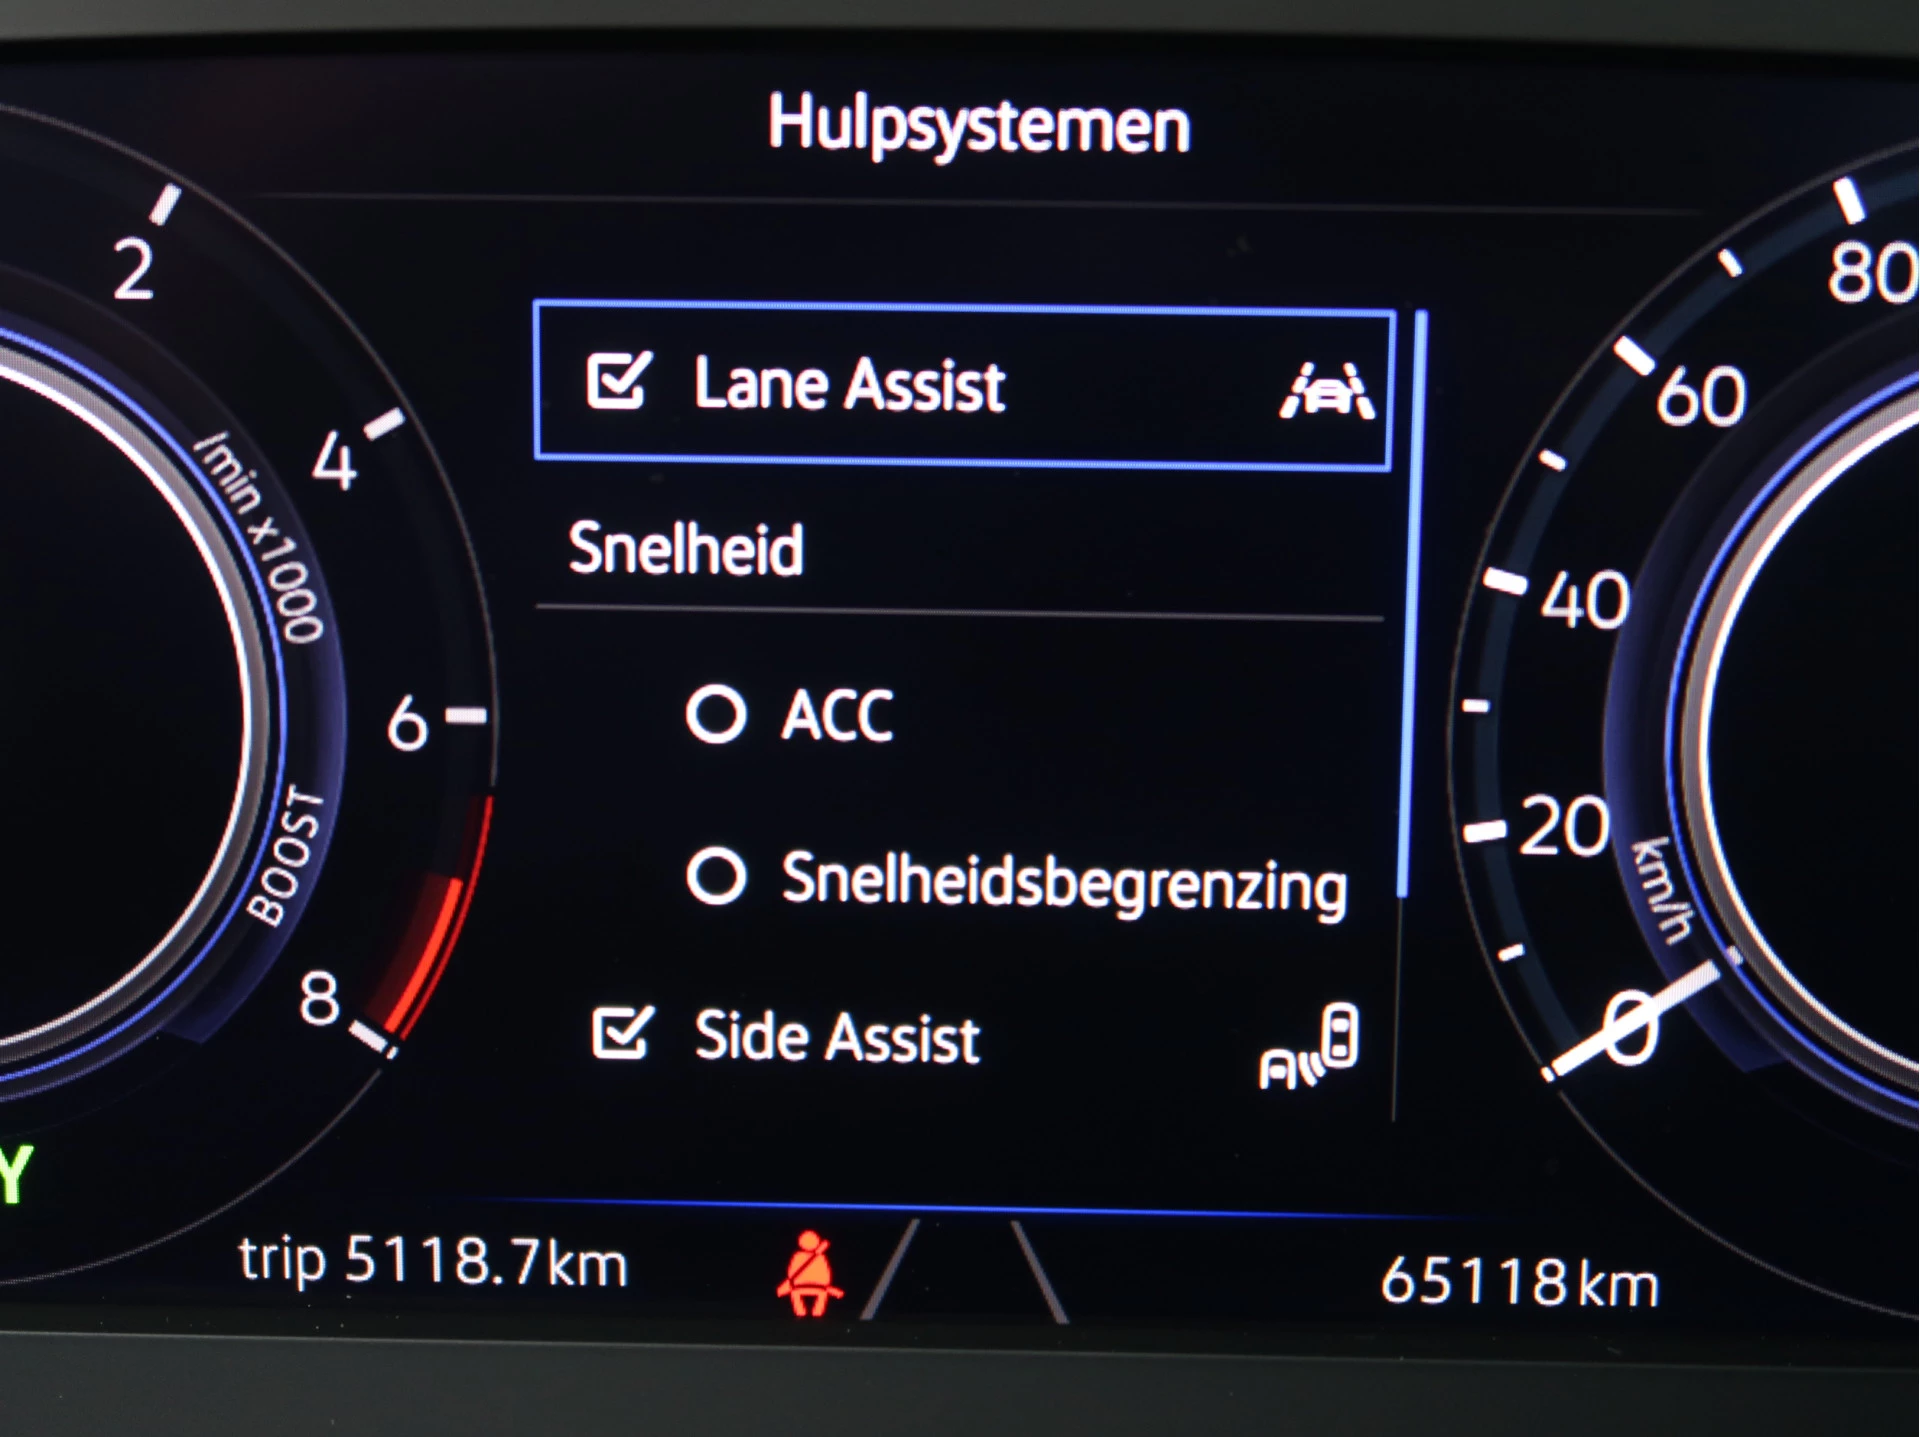 Hulpsystemen
2
4
6
8
/min x1000
BOOST
Lane Assist
Snelheid
ACC
Snelheidsbegrenzing
Side Assist
80
60
40
20
0
km/h
Y
trip 5118.7km
65118km